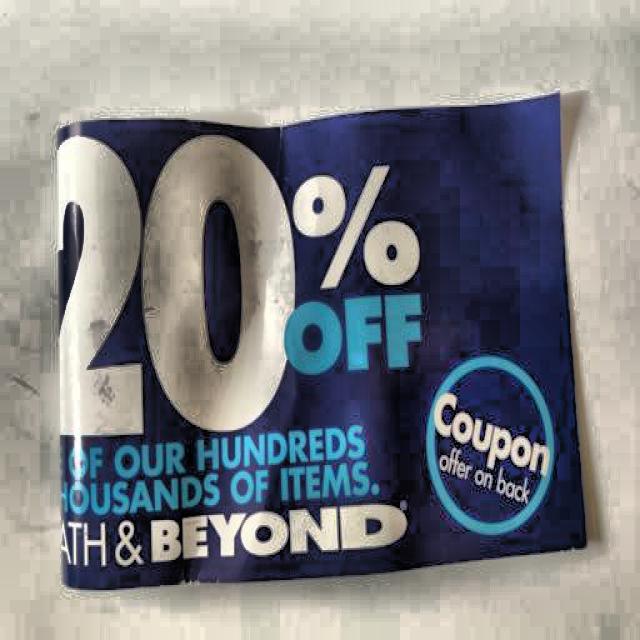 20%
OFF
OF OUR HUNDREDS
HOUSANDS OF ITEMS.
ATH & BEYOND®
Coupon
offer on back